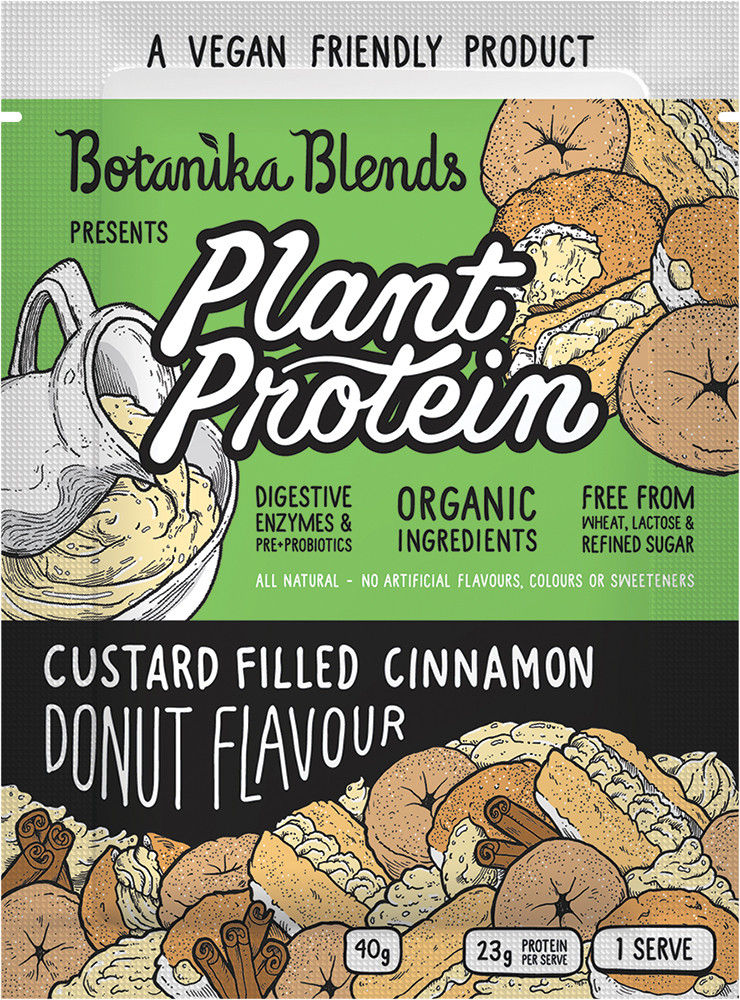 A VEGAN FRIENDLY PRODUCT
Botanika Blends
PRESENTS
Plant
Protein
DIGESTIVE
ENZYMES &
PRE+PROBIOTICS
ORGANIC
INGREDIENTS
FREE FROM
WHEAT, LACTOSE &
REFINED SUGAR
ALL NATURAL - NO ARTIFICIAL FLAVOURS, COLOURS OR SWEETENERS
CUSTARD FILLED CINNAMON
DONUT FLAVOUR
40g
23g PROTEIN
PER SERVE
1 SERVE